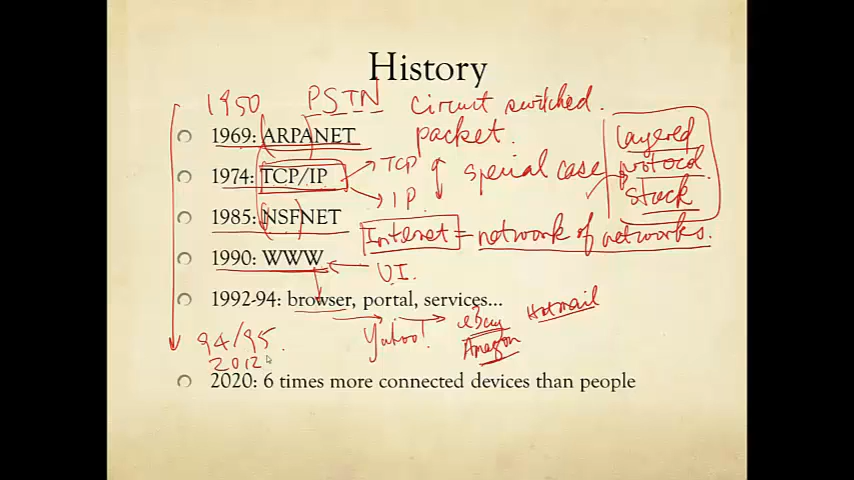 History
1950 PSTN circuit switched.
1969: ARPANET packet. layered
1974: TCP/IP TCP special case protocol
IP stack
1985: NSFNET Internet = network of networks.
1990: WWW U.I.
1992-94: browser, portal, services... Hotmail
94/95 Yahoo! eBay
2012 Amazon
2020: 6 times more connected devices than people